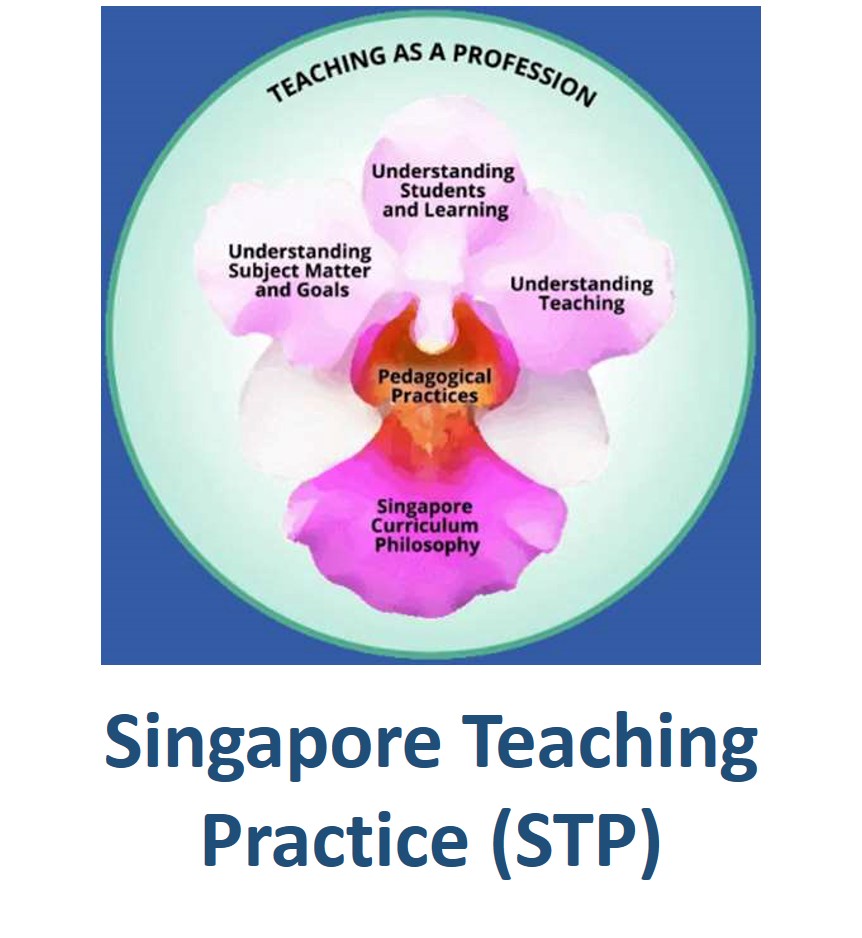 TEACHING AS A PROFESSION
Understanding
Students
and Learning
Understanding
Subject Matter
and Goals
Understanding
Teaching
Pedagogical
Practices
Singapore
Curriculum
Philosophy
Singapore Teaching
Practice (STP)